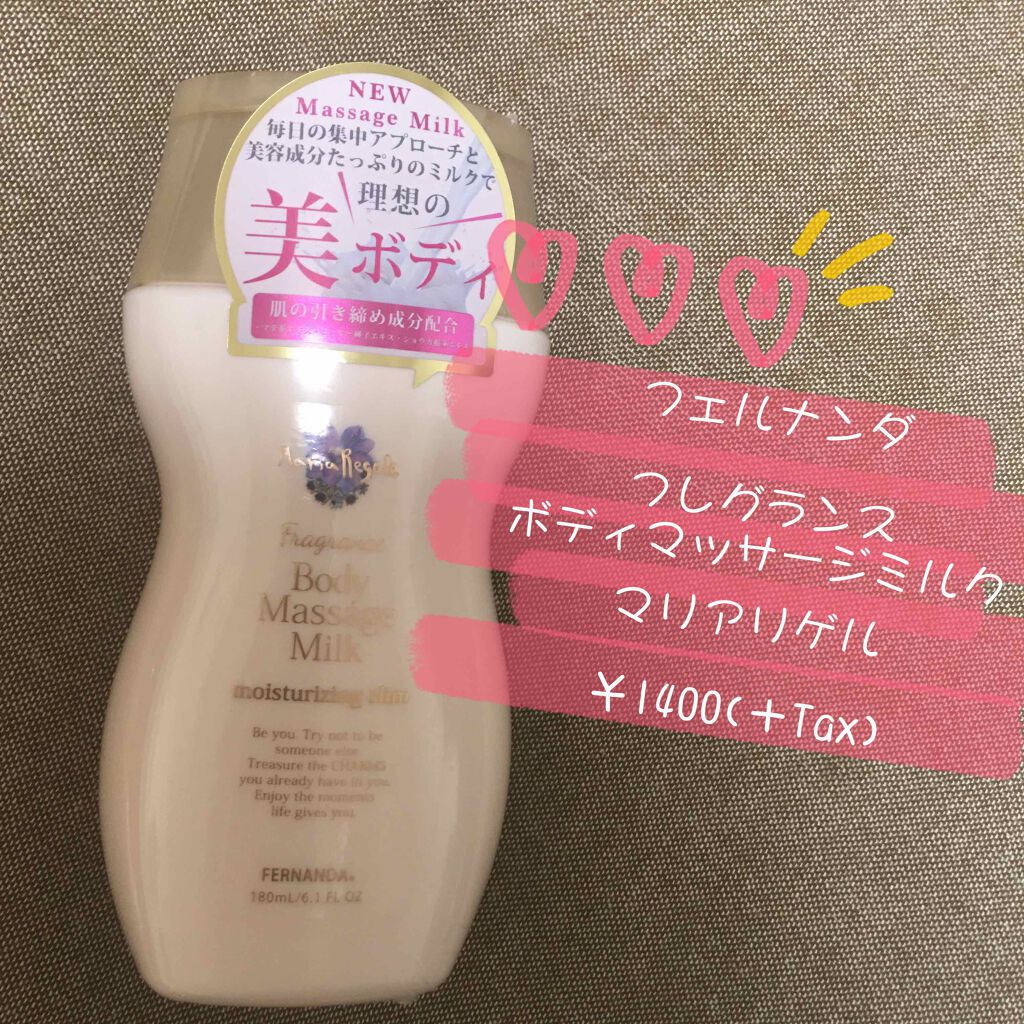 NEW
Massage Milk
毎日の集中アプローチと
美容成分たっぷりのミルクで
理想の
美ボディ
肌の引き締め成分配合
Maria Regale
Fragrance
Body
Massage
Milk
moisturizing slim
Be you. Try not to be
someone else.
Treasure the CHARMS
you already have in you.
Enjoy the moments
life gives you.
FERNANDA®
180mL/6.1 FL OZ
フェルナンダ
つレグランス
ボディマッサージミルク
マリアリゲル
¥1400(+Tax)